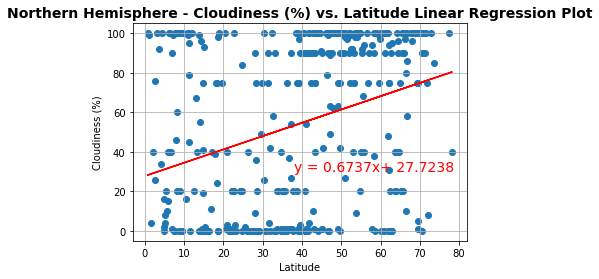 Northern Hemisphere - Cloudiness (%) vs. Latitude Linear Regression Plot
100
80
60
40
20
0
Cloudiness (%)
y = 0.6737x+ 27.7238
0 10 20 30 40 50 60 70 80
Latitude